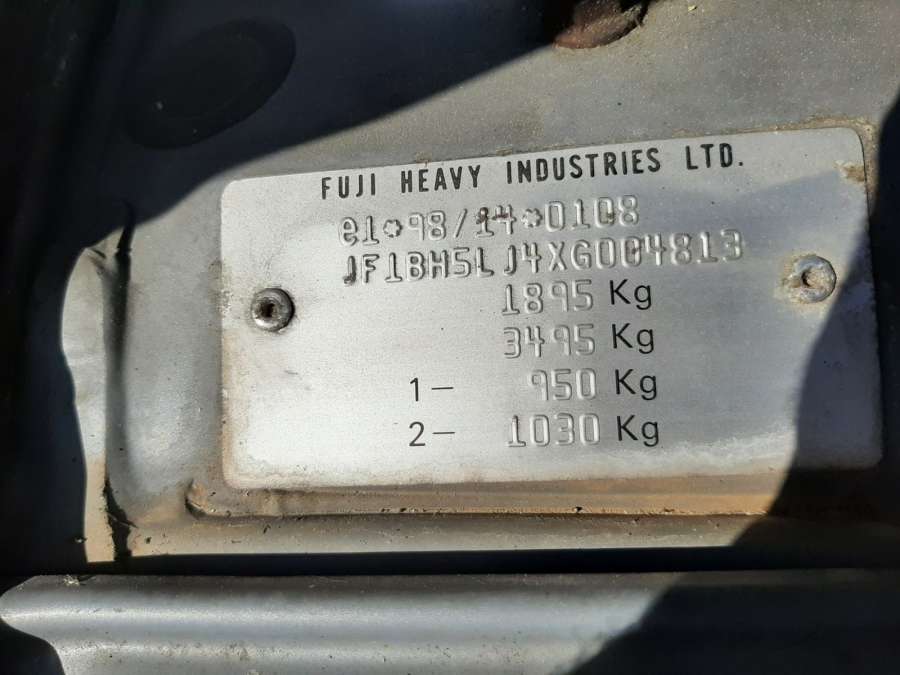 FUJI HEAVY INDUSTRIES LTD.
e1*98/14*0108
JF1BH5LJ4XG004813
1895 Kg
3495 Kg
1- 950 Kg
2- 1030 Kg